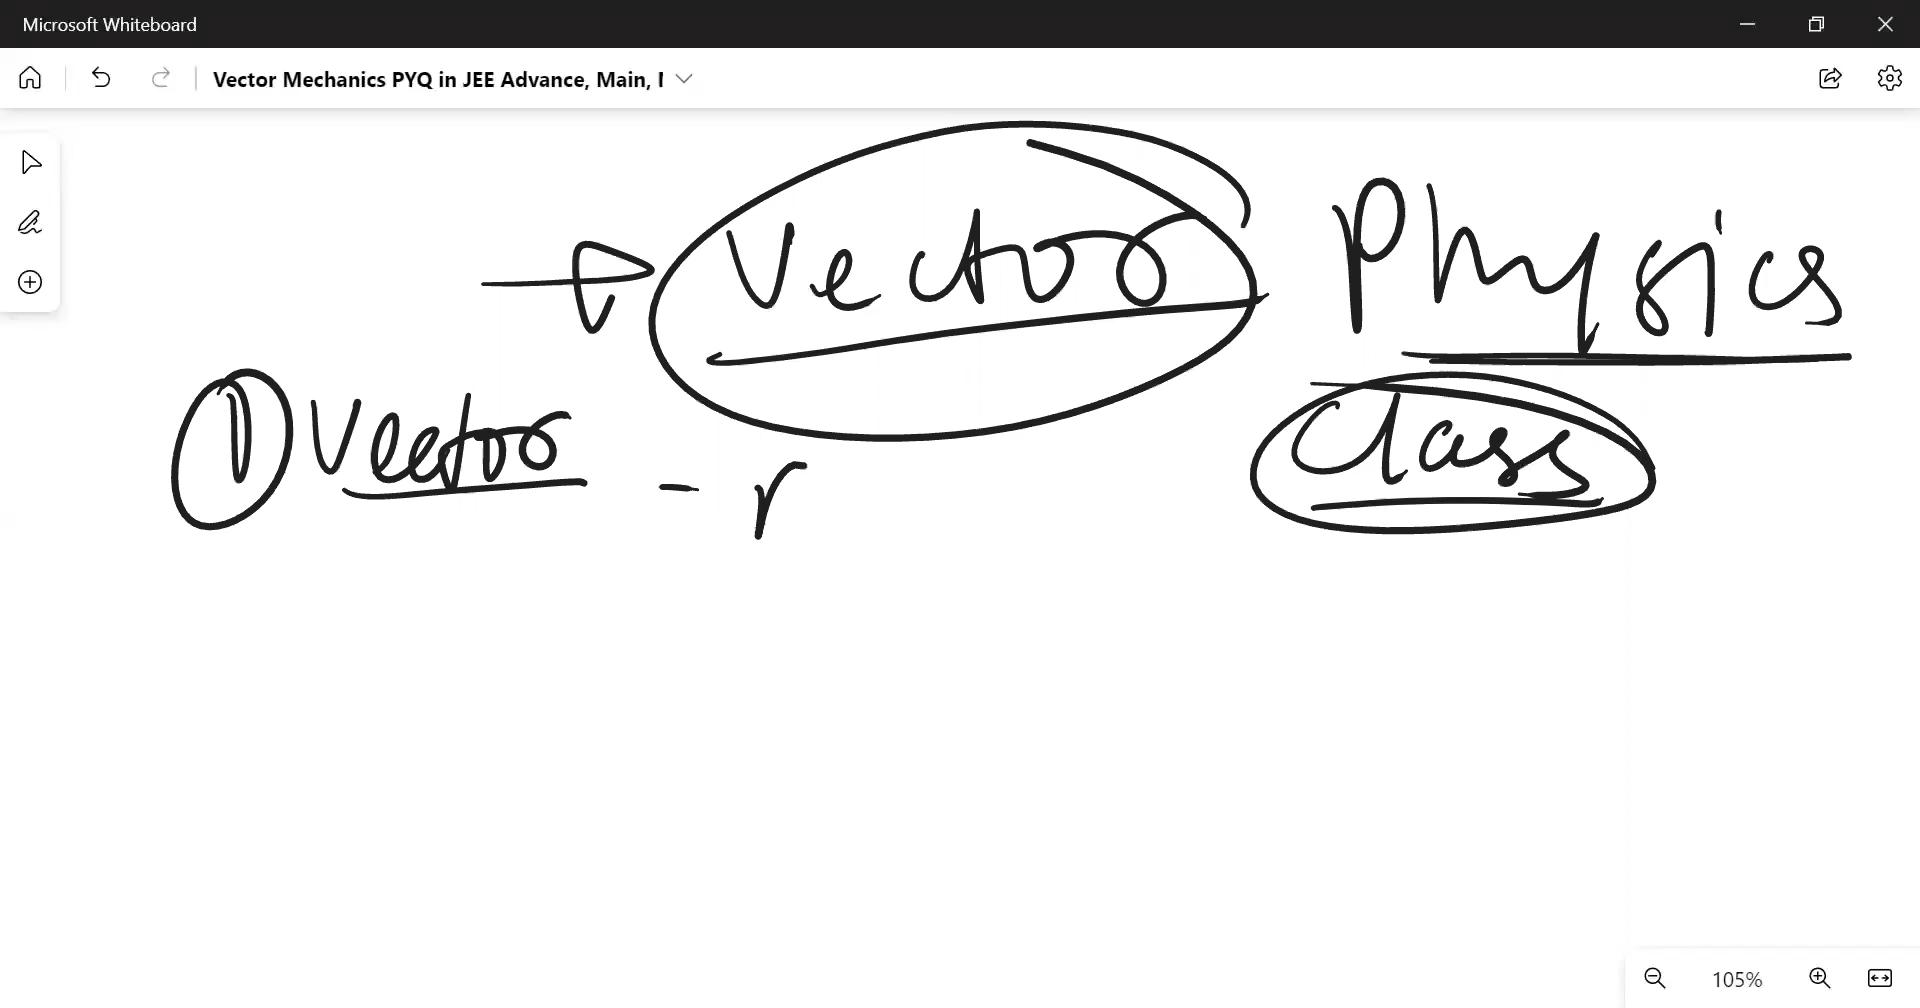 Microsoft Whiteboard
Vector Mechanics PYQ in JEE Advance, Main, I
Vector Physics
Class
① Vector - r
105%